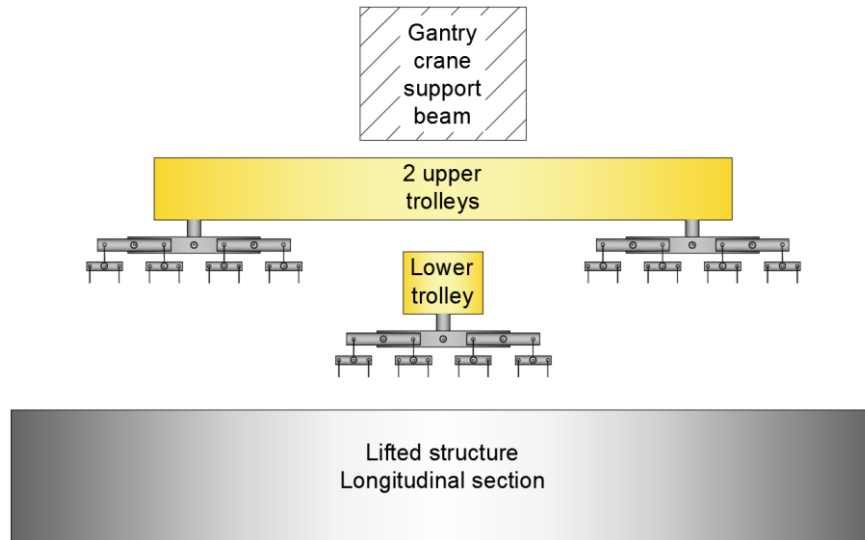 Gantry
crane
support
beam
2 upper
trolleys
Lower
trolley
Lifted structure
Longitudinal section